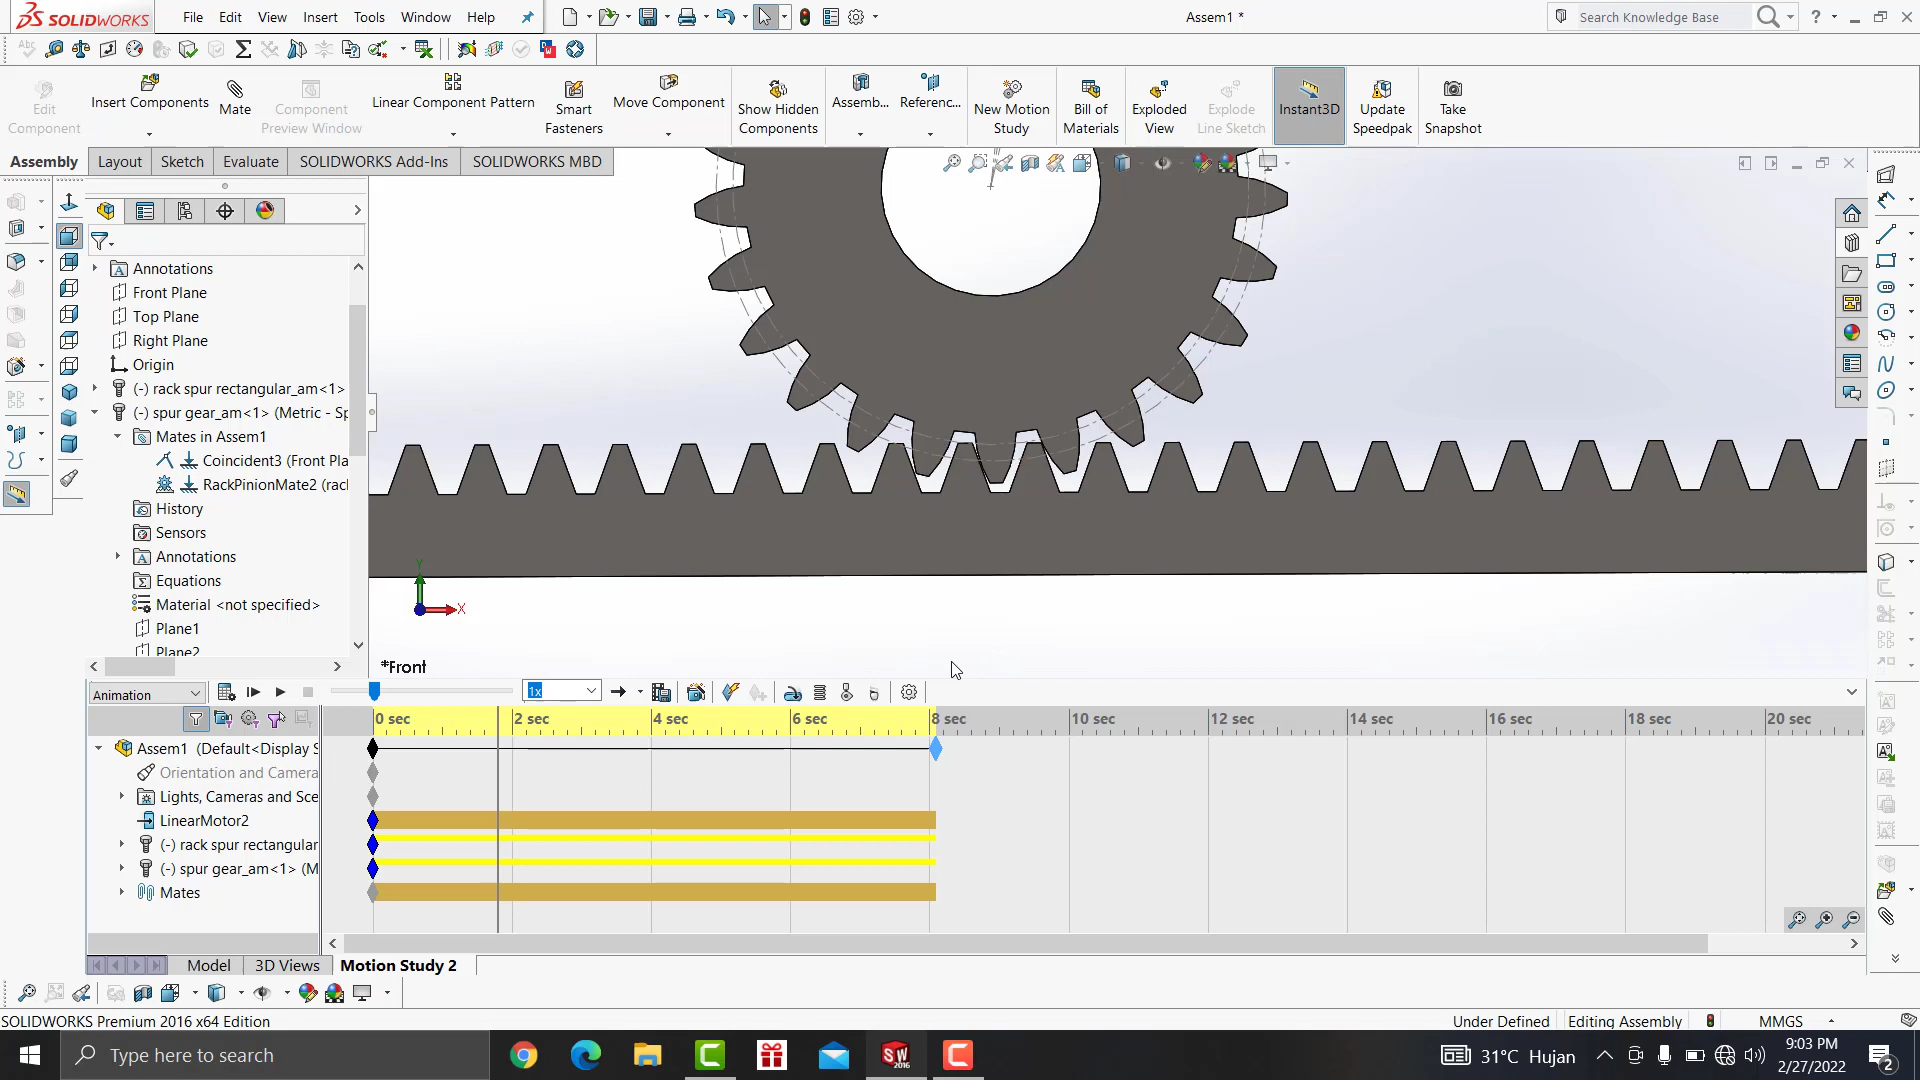 SOLIDWORKS File Edit View Insert Tools Window Help Assem1 * Search Knowledge Base
Edit Component
Insert Components
Mate
Component Preview Window
Linear Component Pattern
Smart Fasteners
Move Component
Show Hidden Components
Assemb...
Referenc...
New Motion Study
Bill of Materials
Exploded View
Explode Line Sketch
Instant3D
Update Speedpak
Take Snapshot
Assembly Layout Sketch Evaluate SOLIDWORKS Add-Ins SOLIDWORKS MBD
Annotations
Front Plane
Top Plane
Right Plane
Origin
(-) rack spur rectangular_am<1>
(-) spur gear_am<1> (Metric - Sp
Mates in Assem1
Coincident3 (Front Pla
RackPinionMate2 (racl
History
Sensors
Annotations
Equations
Material <not specified>
Plane1
Plane2
Y
X
*Front
Animation 1x
0 sec 2 sec 4 sec 6 sec 8 sec 10 sec 12 sec 14 sec 16 sec 18 sec 20 sec
Assem1 (Default<Display S
Orientation and Camera
Lights, Cameras and Sce
LinearMotor2
(-) rack spur rectangular
(-) spur gear_am<1> (M
Mates
Model 3D Views Motion Study 2
SOLIDWORKS Premium 2016 x64 Edition Under Defined Editing Assembly MMGS
Type here to search 31°C Hujan 9:03 PM
2/27/2022
2